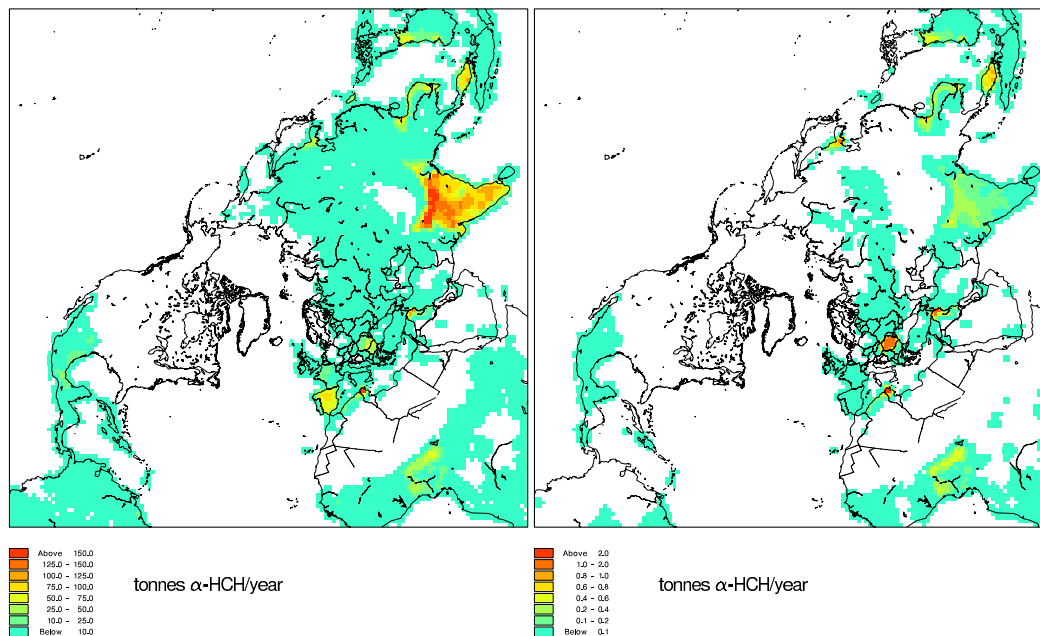 Above 150.0
125.0 - 150.0
100.0 - 125.0
75.0 - 100.0
50.0 - 75.0
25.0 - 50.0
10.0 - 25.0
Below 10.0
tonnes α-HCH/year
Above 2.0
1.0 - 2.0
0.8 - 1.0
0.6 - 0.8
0.4 - 0.6
0.2 - 0.4
0.1 - 0.2
Below 0.1
tonnes α-HCH/year